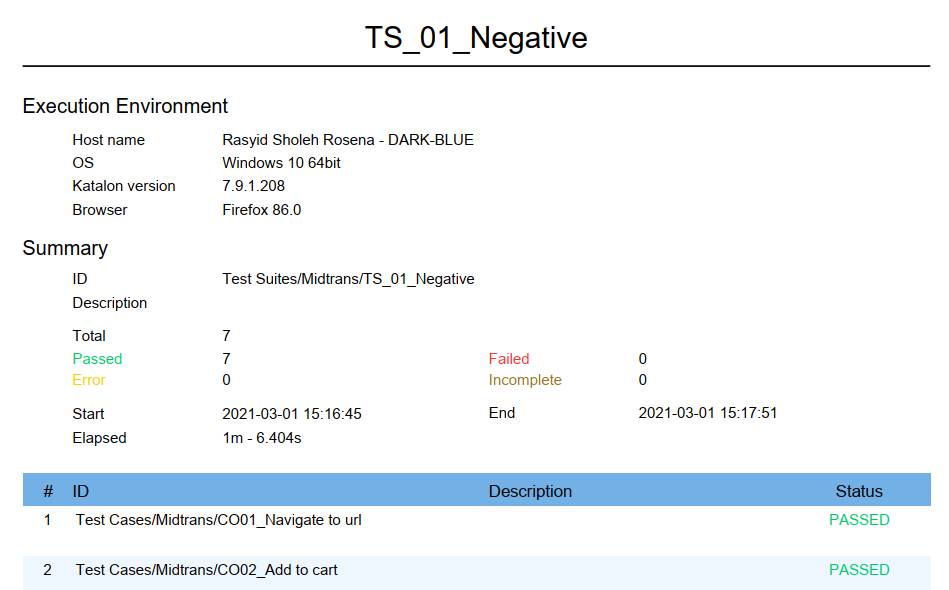 TS_01_Negative
Execution Environment
Host name Rasyid Sholeh Rosena - DARK-BLUE
OS Windows 10 64bit
Katalon version 7.9.1.208
Browser Firefox 86.0
Summary
ID Test Suites/Midtrans/TS_01_Negative
Description
Total 7
Passed 7 Failed 0
Error 0 Incomplete 0
Start 2021-03-01 15:16:45 End 2021-03-01 15:17:51
Elapsed 1m - 6.404s
# ID Description Status
1 Test Cases/Midtrans/CO01_Navigate to url PASSED
2 Test Cases/Midtrans/CO02_Add to cart PASSED